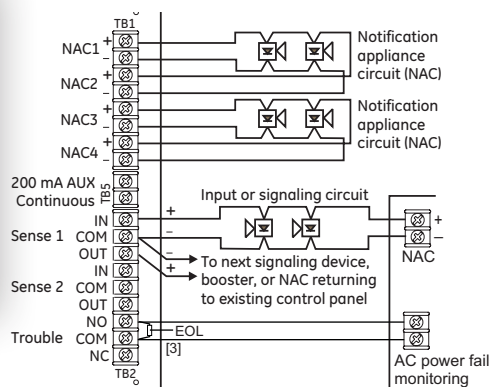 TB1
NAC1 + –
NAC2 + –
NAC3 + –
NAC4 + –
Notification
appliance
circuit (NAC)
Notification
appliance
circuit (NAC)
200 mA AUX
Continuous
TB5
Input or signaling circuit
Sense 1
IN
COM
OUT
+
–
–
+
To next signaling device,
booster, or NAC returning
to existing control panel
+
–
NAC
Sense 2
IN
COM
OUT
Trouble
NO
COM
NC
EOL
[3]
TB2
AC power fail
monitoring